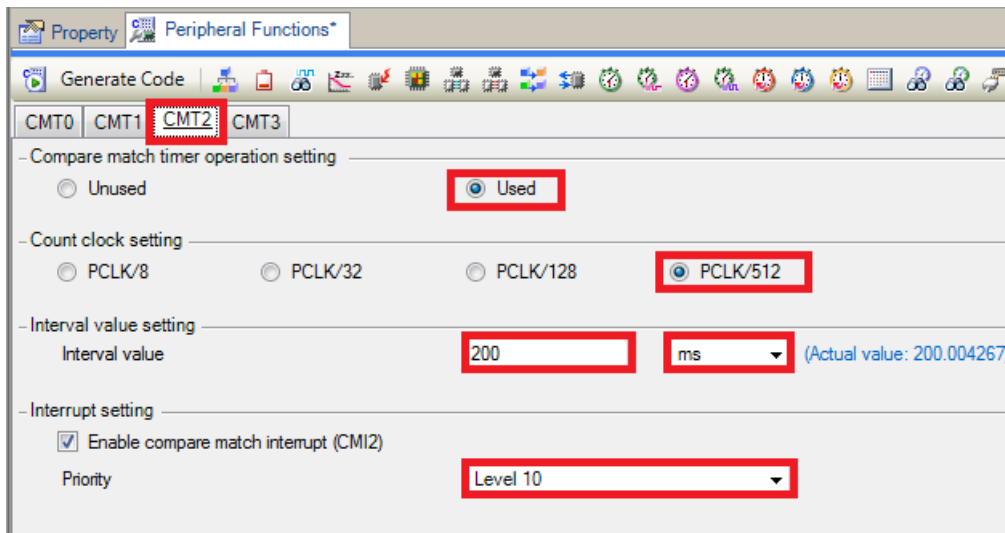 Property Peripheral Functions*
Generate Code
CMT0 CMT1 CMT2 CMT3
Compare match timer operation setting
Unused Used
Count clock setting
PCLK/8 PCLK/32 PCLK/128 PCLK/512
Interval value setting
Interval value 200 ms (Actual value: 200.004267
Interrupt setting
Enable compare match interrupt (CMI2)
Priority Level 10